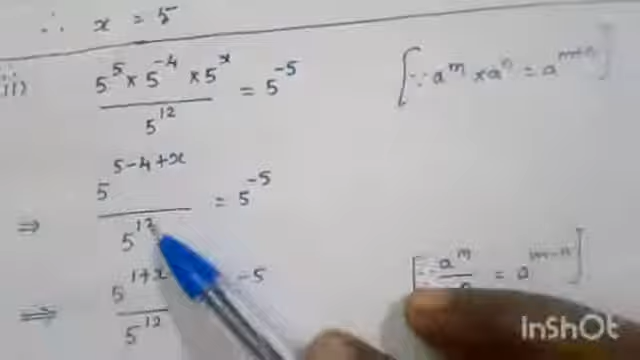 ∴ x = 5
ii) (5^5 × 5^-4 × 5^x) / 5^12 = 5^-5 [∵ a^m × a^n = a^(m+n)]
⇒ 5^(5-4+x) / 5^12 = 5^-5
⇒ 5^(1+x) / 5^12 -5 [a^m = a^(m-n)]
InShOt